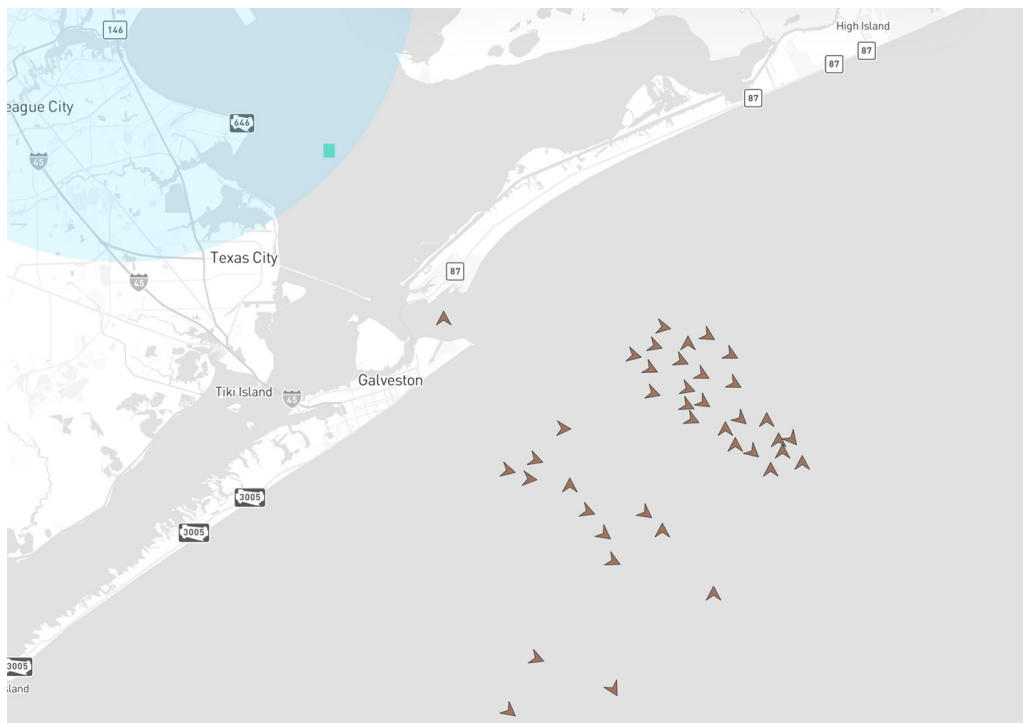 146
High Island
87
87
87
eague City
646
45
Texas City
45
87
Galveston
Tiki Island
45
3005
3005
3005
sland